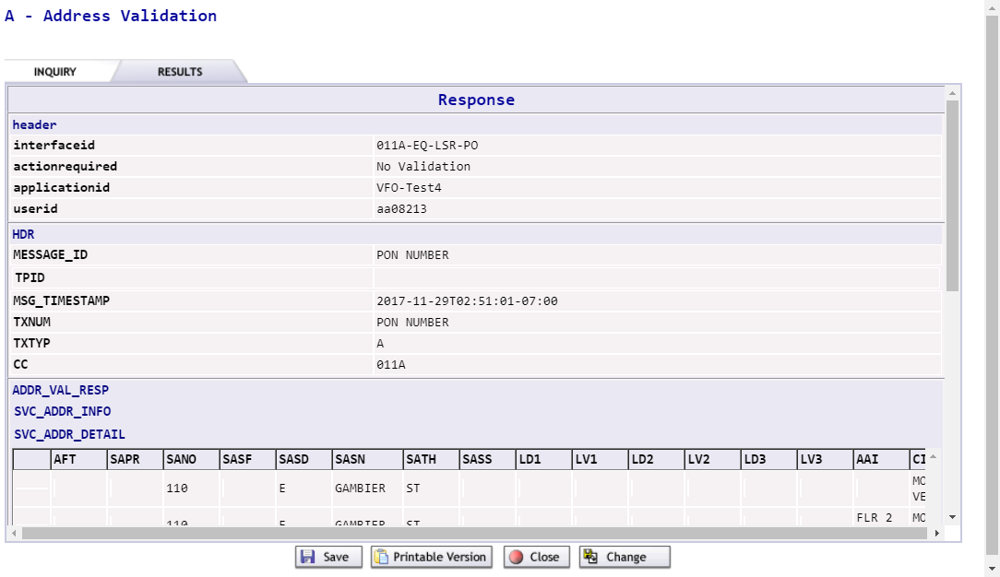 A - Address Validation
INQUIRY RESULTS
Response
header
interfaceid 011A-EQ-LSR-PO
actionrequired No Validation
applicationid VFO-Test4
userid aa08213
HDR
MESSAGE_ID PON NUMBER
TPID
MSG_TIMESTAMP 2017-11-29T02:51:01-07:00
TXNUM PON NUMBER
TXTYP A
CC 011A
ADDR_VAL_RESP
SVC_ADDR_INFO
SVC_ADDR_DETAIL
AFT SAPR SANO SASF SASD SASN SATH SASS LD1 LV1 LD2 LV2 LD3 LV3 AAI CI
110 E GAMBIER ST MO
VE
110 E GAMBIER ST FLR 2 MO
Save Printable Version Close Change